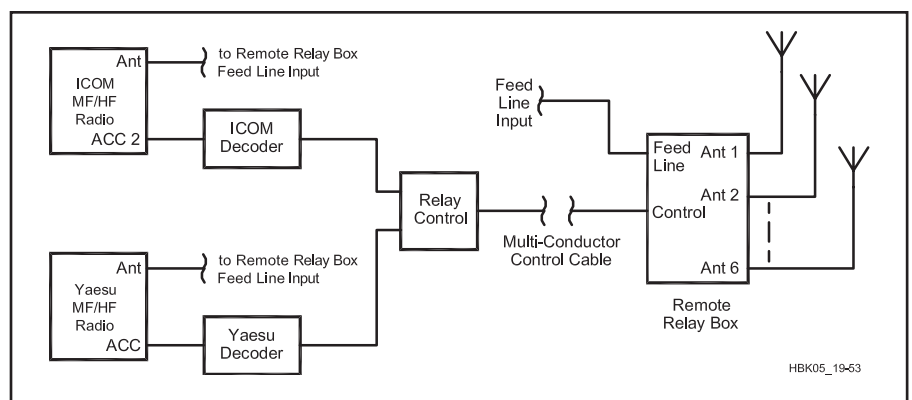 Ant
ICOM
MF/HF
Radio
ACC 2
to Remote Relay Box
Feed Line Input
ICOM
Decoder
Ant
Yaesu
MF/HF
Radio
ACC
to Remote Relay Box
Feed Line Input
Yaesu
Decoder
Relay
Control
Multi-Conductor
Control Cable
Feed
Line
Input
Feed
Line
Ant 1
Ant 2
Control
Ant 6
Remote
Relay Box
HBK05_19-53